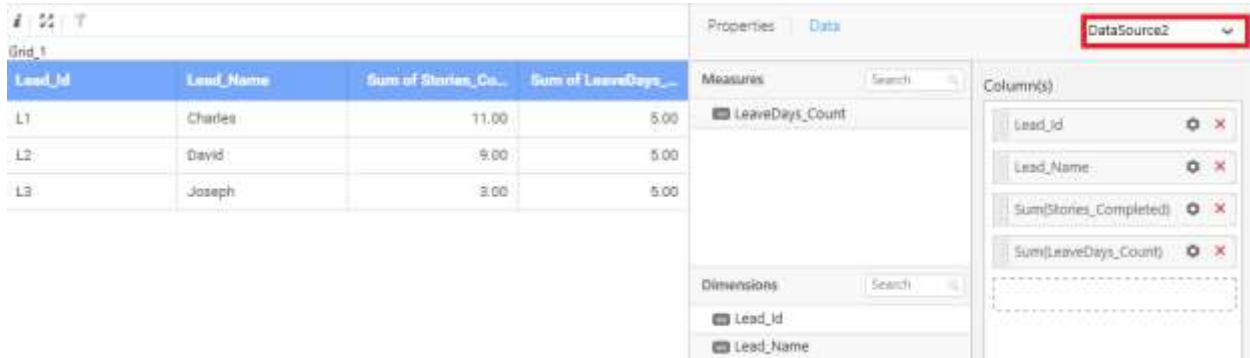 i
Grid_1
Lead_Id Lead_Name Sum of Stories_Co... Sum of LeaveDays_...
L1 Charles 11.00 5.00
L2 David 9.00 5.00
L3 Joseph 3.00 5.00
Properties Data
DataSource2
Measures Search
LeaveDays_Count
Dimensions Search
Lead_Id
Lead_Name
Column(s)
Lead_Id
Lead_Name
Sum(Stories_Completed)
Sum(LeaveDays_Count)